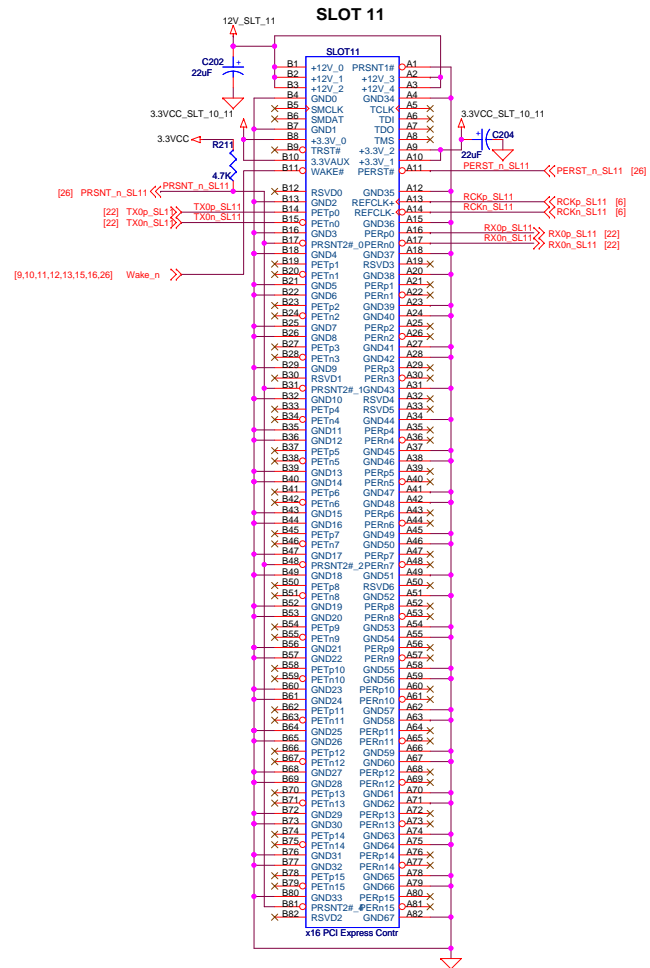 SLOT 11
12V_SLT_11
SLOT11
C202
22uF
3.3VCC_SLT_10_11
3.3VCC
R211
4.7K
3.3VCC_SLT_10_11
C204
22uF
B1 +12V_0 PRSNT1# A1
B2 +12V_1 +12V_3 A2
B3 +12V_2 +12V_4 A3
B4 GND0 GND34 A4
B5 SMCLK TCLK A5
B6 SMDAT TDI A6
B7 GND1 TDO A7
B8 +3.3V_0 TMS A8
B9 TRST# +3.3V_2 A9
B10 3.3VAUX +3.3V_1 A10
B11 WAKE# PERST# A11 PERST_n_SL11 PERST_n_SL11 [26]
[26] PRSNT_n_SL11 PRSNT_n_SL11 B12 RSVD0 GND35 A12
B13 GND2 REFCLK+ A13 RCKp_SL11 RCKp_SL11 [6]
[22] TX0p_SL11 TX0p_SL11 B14 PETp0 REFCLK- A14 RCKn_SL11 RCKn_SL11 [6]
[22] TX0n_SL1 TX0n_SL11 B15 PETn0 GND36 A15
B16 GND3 PERp0 A16 RX0p_SL11 RX0p_SL11 [22]
B17 PRSNT2#_0 PERn0 A17 RX0n_SL11 RX0n_SL11 [22]
B18 GND4 GND37 A18
B19 PETp1 RSVD3 A19
[9,10,11,12,13,15,16,26] Wake_n B20 PETn1 GND38 A20
B21 GND5 PERp1 A21
B22 GND6 PERn1 A22
B23 PETp2 GND39 A23
B24 PETn2 GND40 A24
B25 GND7 PERp2 A25
B26 GND8 PERn2 A26
B27 PETp3 GND41 A27
B28 PETn3 GND42 A28
B29 GND9 PERp3 A29
B30 RSVD1 PERn3 A30
B31 PRSNT2#_1 GND43 A31
B32 GND10 RSVD4 A32
B33 PETp4 RSVD5 A33
B34 PETn4 GND44 A34
B35 GND11 PERp4 A35
B36 GND12 PERn4 A36
B37 PETp5 GND45 A37
B38 PETn5 GND46 A38
B39 GND13 PERp5 A39
B40 GND14 PERn5 A40
B41 PETp6 GND47 A41
B42 PETn6 GND48 A42
B43 GND15 PERp6 A43
B44 GND16 PERn6 A44
B45 PETp7 GND49 A45
B46 PETn7 GND50 A46
B47 GND17 PERp7 A47
B48 PRSNT2#_2 PERn7 A48
B49 GND18 GND51 A49
B50 PETp8 RSVD6 A50
B51 PETn8 GND52 A51
B52 GND19 PERp8 A52
B53 GND20 PERn8 A53
B54 PETp9 GND53 A54
B55 PETn9 GND54 A55
B56 GND21 PERp9 A56
B57 GND22 PERn9 A57
B58 PETp10 GND55 A58
B59 PETn10 GND56 A59
B60 GND23 PERp10 A60
B61 GND24 PERn10 A61
B62 PETp11 GND57 A62
B63 PETn11 GND58 A63
B64 GND25 PERp11 A64
B65 GND26 PERn11 A65
B66 PETp12 GND59 A66
B67 PETn12 GND60 A67
B68 GND27 PERp12 A68
B69 GND28 PERn12 A69
B70 PETp13 GND61 A70
B71 PETn13 GND62 A71
B72 GND29 PERp13 A72
B73 GND30 PERn13 A73
B74 PETp14 GND63 A74
B75 PETn14 GND64 A75
B76 GND31 PERp14 A76
B77 GND32 PERn14 A77
B78 PETp15 GND65 A78
B79 PETn15 GND66 A79
B80 GND33 PERp15 A80
B81 PRSNT2#_4 PERn15 A81
B82 RSVD2 GND67 A82
x16 PCI Express Contr